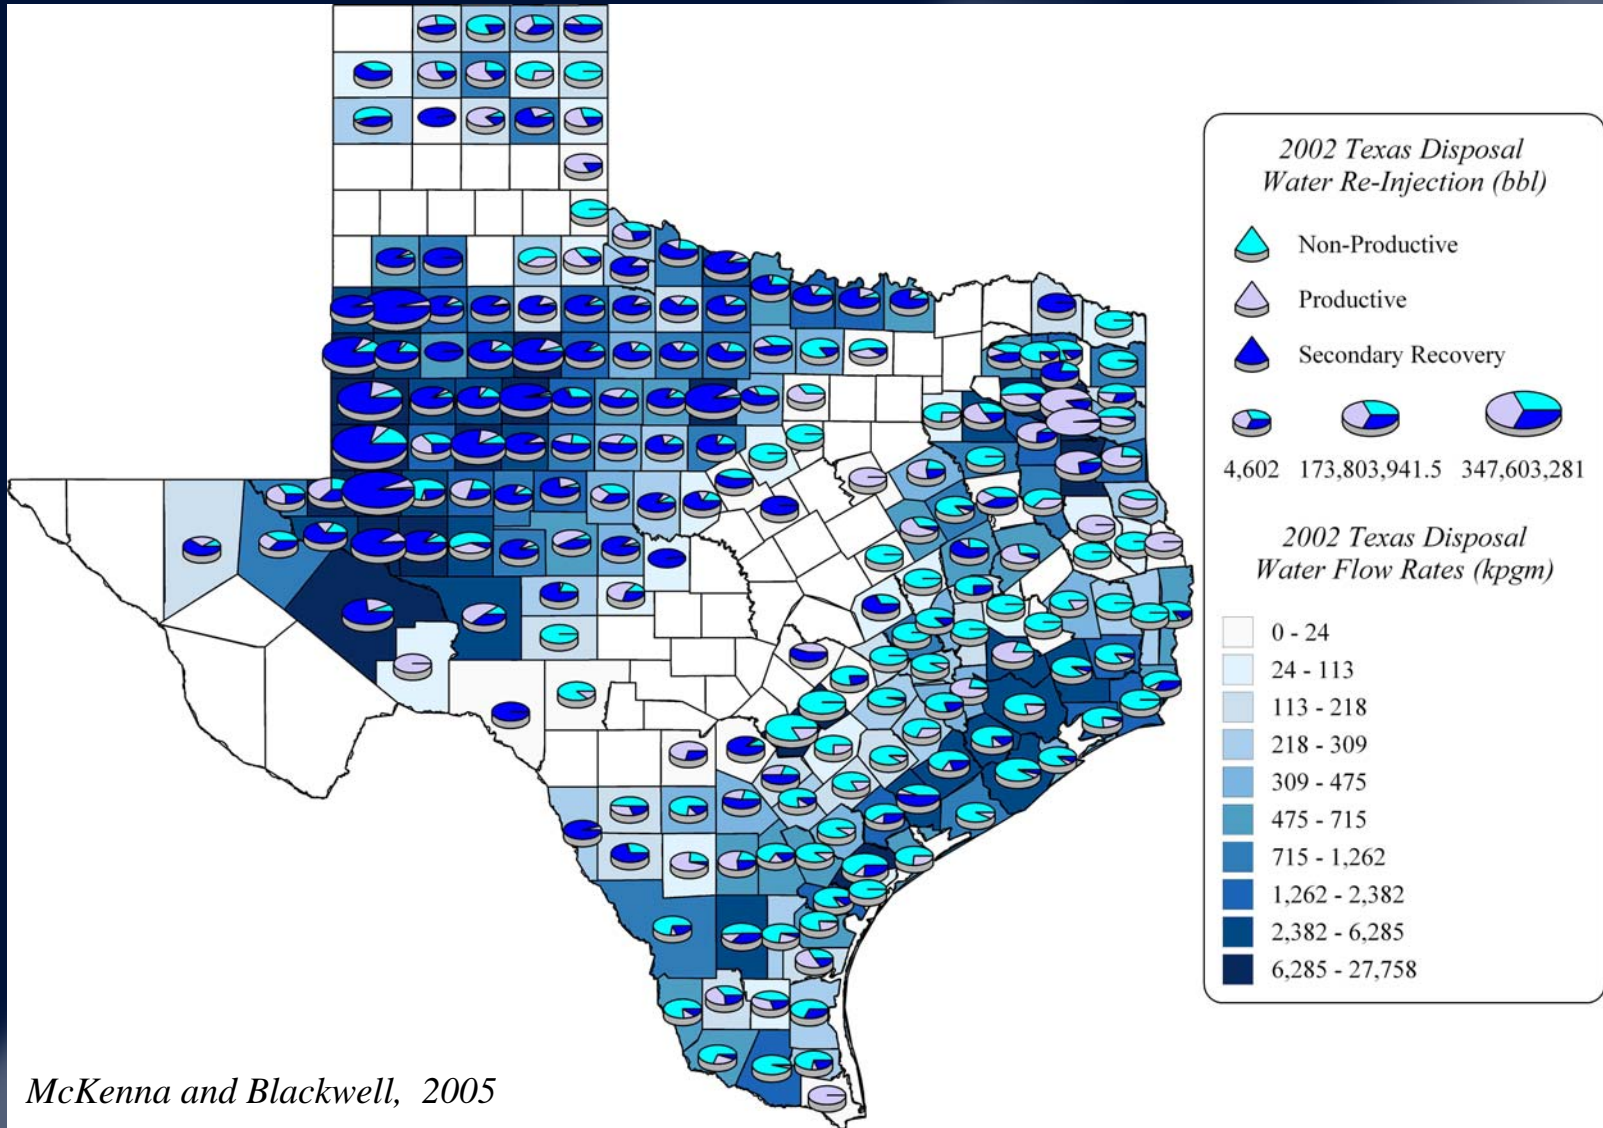 2002 Texas Disposal
Water Re-Injection (bbl)
Non-Productive
Productive
Secondary Recovery
4,602 173,803,941.5 347,603,281
2002 Texas Disposal
Water Flow Rates (kpgm)
0 - 24
24 - 113
113 - 218
218 - 309
309 - 475
475 - 715
715 - 1,262
1,262 - 2,382
2,382 - 6,285
6,285 - 27,758
McKenna and Blackwell, 2005